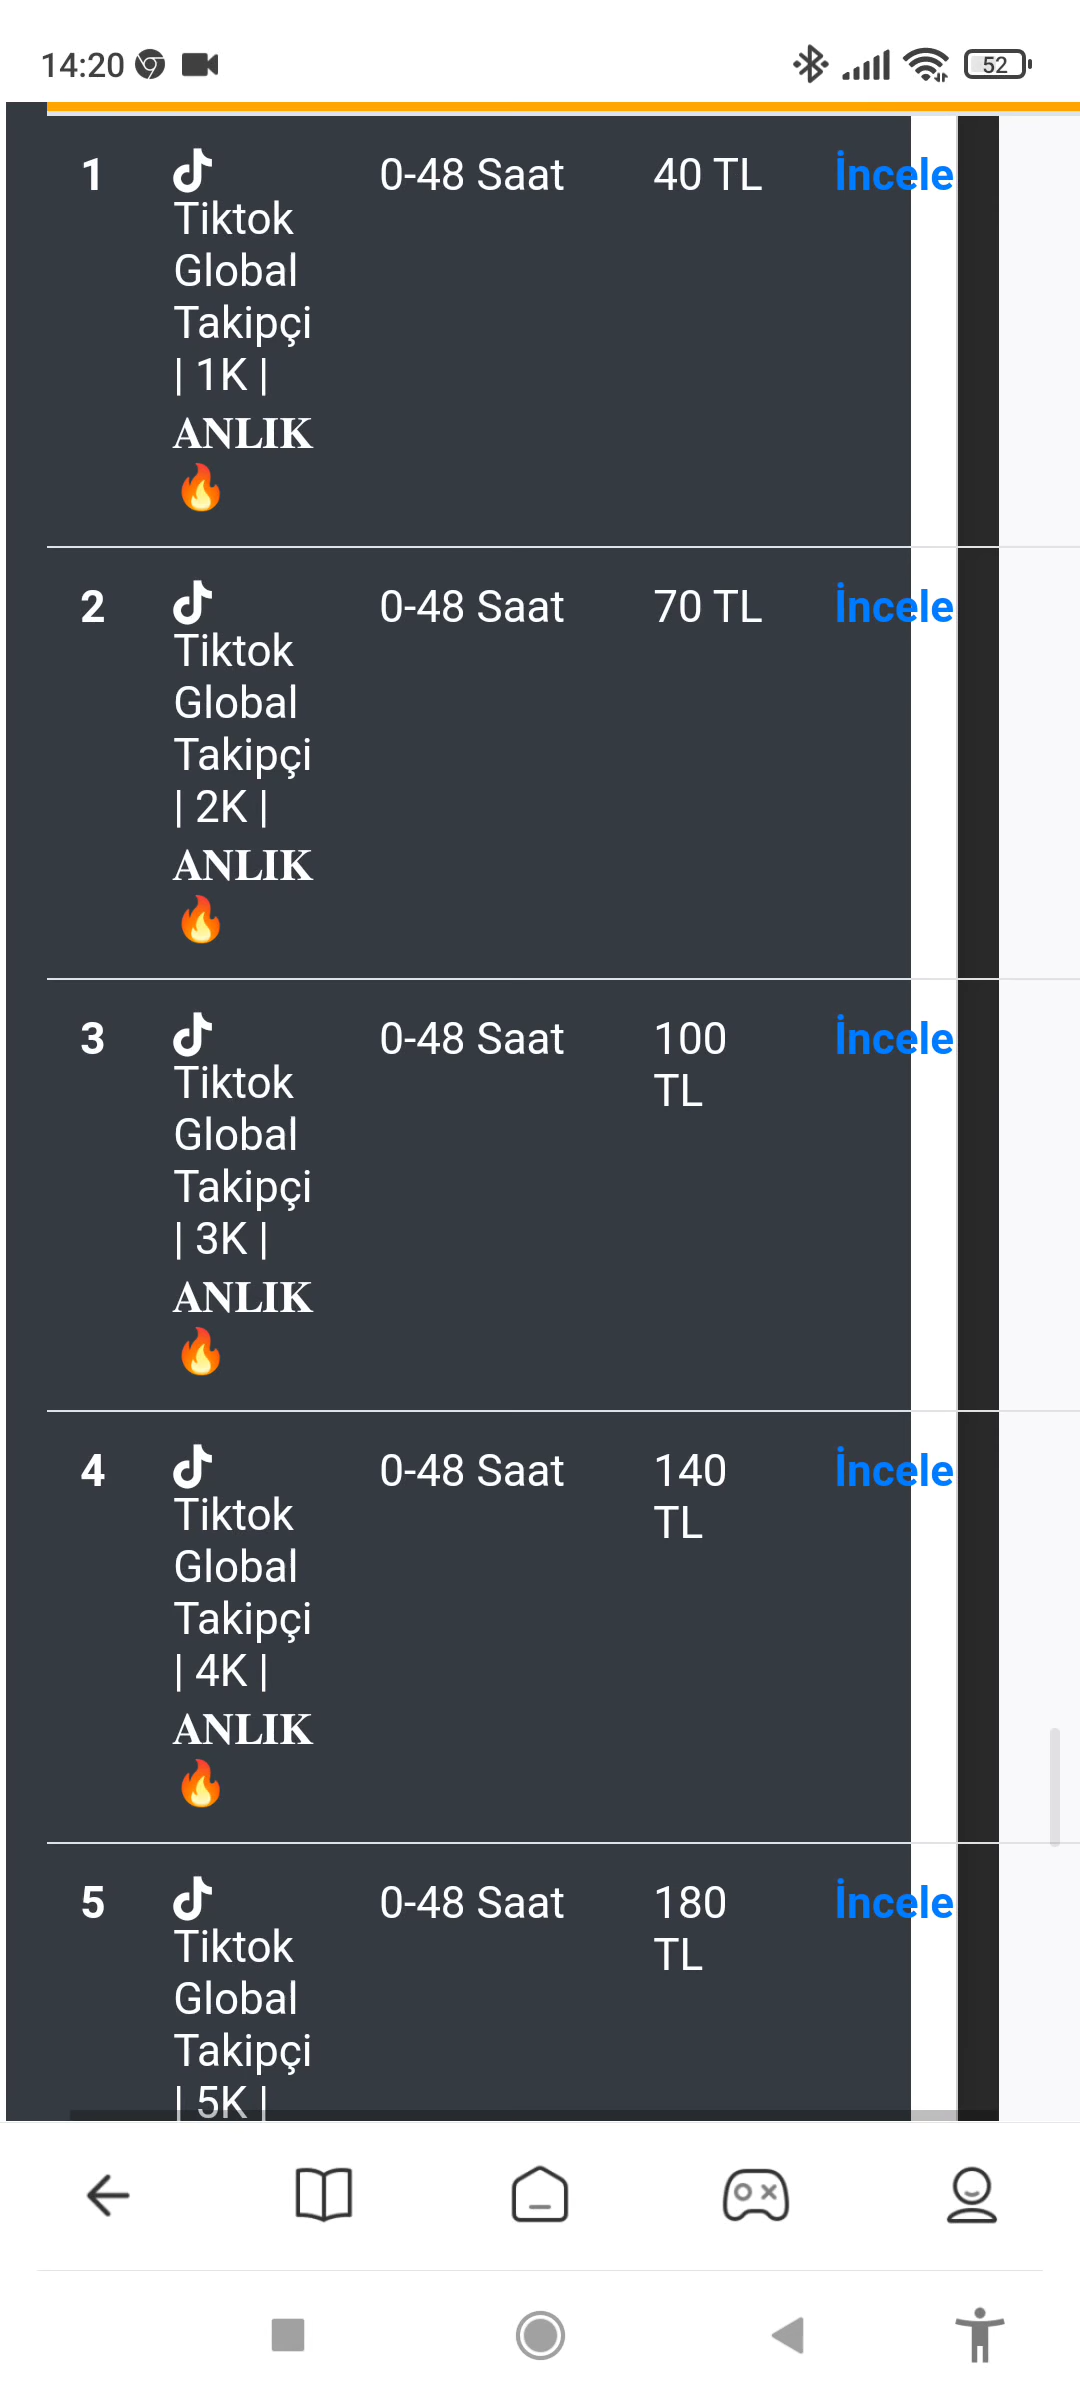 14:20
52
1
Tiktok
Global
Takipçi
| 1K |
𝐀𝐍𝐋𝐈𝐊
🔥
0-48 Saat
40 TL
İncele
2
Tiktok
Global
Takipçi
| 2K |
𝐀𝐍𝐋𝐈𝐊
🔥
0-48 Saat
70 TL
İncele
3
Tiktok
Global
Takipçi
| 3K |
𝐀𝐍𝐋𝐈𝐊
🔥
0-48 Saat
100
TL
İncele
4
Tiktok
Global
Takipçi
| 4K |
𝐀𝐍𝐋𝐈𝐊
🔥
0-48 Saat
140
TL
İncele
5
Tiktok
Global
Takipçi
| 5K |
0-48 Saat
180
TL
İncele